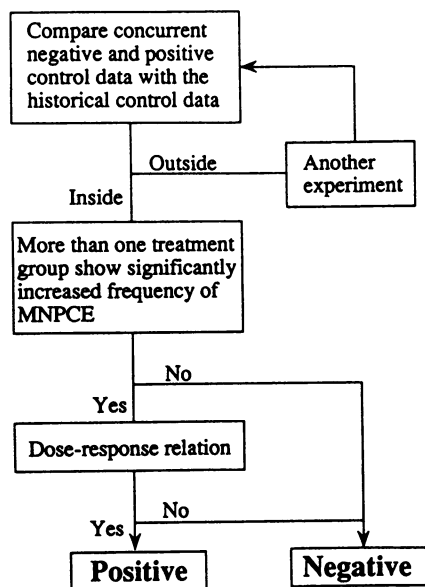 Compare concurrent
negative and positive
control data with the
historical control data
Outside
Another
experiment
Inside
More than one treatment
group show significantly
increased frequency of
MNPCE
No
Yes
Dose-response relation
No
Yes
Positive
Negative